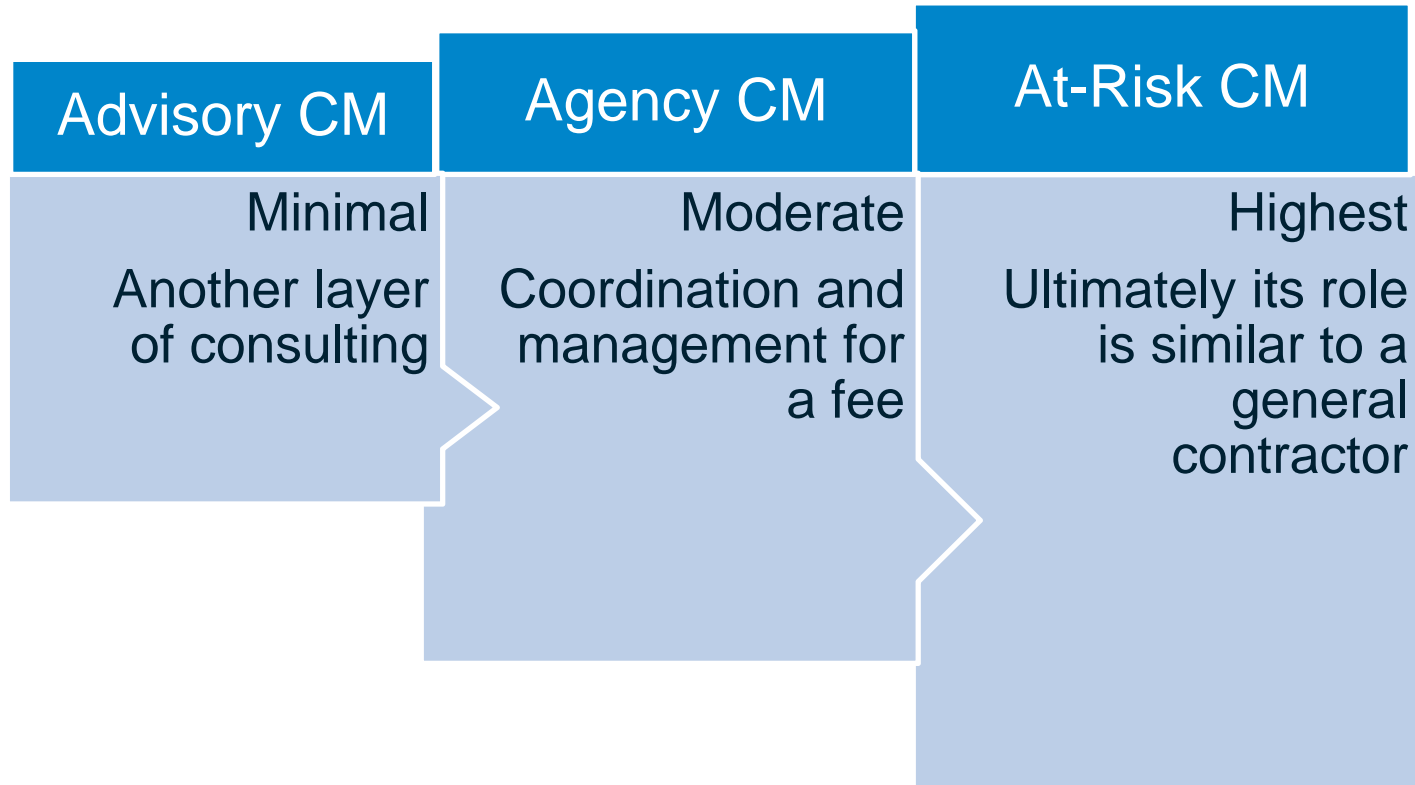 Advisory CM
Minimal
Another layer
of consulting
Agency CM
Moderate
Coordination and
management for
a fee
At-Risk CM
Highest
Ultimately its role
is similar to a
general
contractor